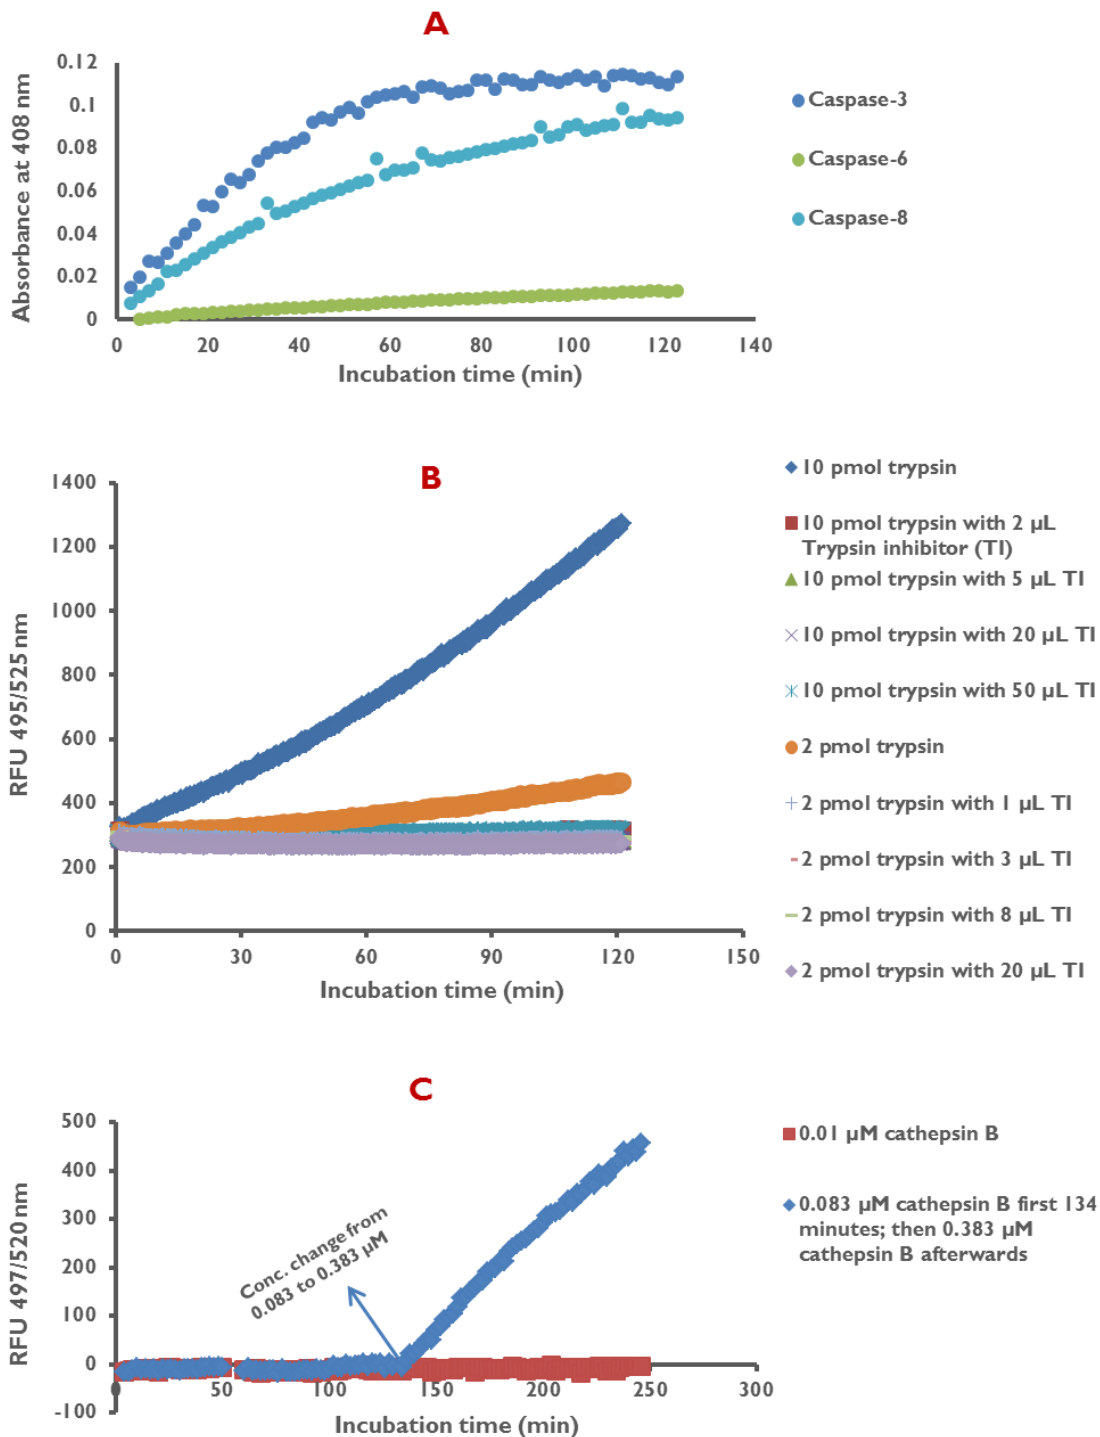 A
0.12
0.1
0.08
0.06
0.04
0.02
0
Absorbance at 408 nm
0 20 40 60 80 100 120 140
Incubation time (min)
Caspase-3
Caspase-6
Caspase-8
B
1400
1200
1000
800
600
400
200
0
RFU 495/525 nm
0 30 60 90 120 150
Incubation time (min)
10 pmol trypsin
10 pmol trypsin with 2 µL
Trypsin inhibitor (TI)
10 pmol trypsin with 5 µL TI
10 pmol trypsin with 20 µL TI
10 pmol trypsin with 50 µL TI
2 pmol trypsin
2 pmol trypsin with 1 µL TI
2 pmol trypsin with 3 µL TI
2 pmol trypsin with 8 µL TI
2 pmol trypsin with 20 µL TI
C
500
400
300
200
100
0
-100
RFU 497/520 nm
Conc. change from
0.083 to 0.383 µM
0 50 100 150 200 250 300
Incubation time (min)
0.01 µM cathepsin B
0.083 µM cathepsin B first 134
minutes; then 0.383 µM
cathepsin B afterwards